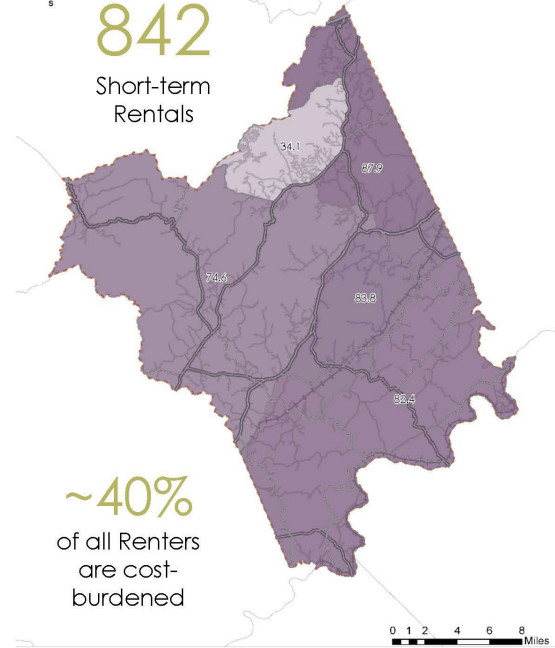 s
842
Short-term
Rentals
34.1
87.9
74.6
83.8
82.4
~40%
of all Renters
are cost-
burdened
0 1 2 4 6 8
Miles